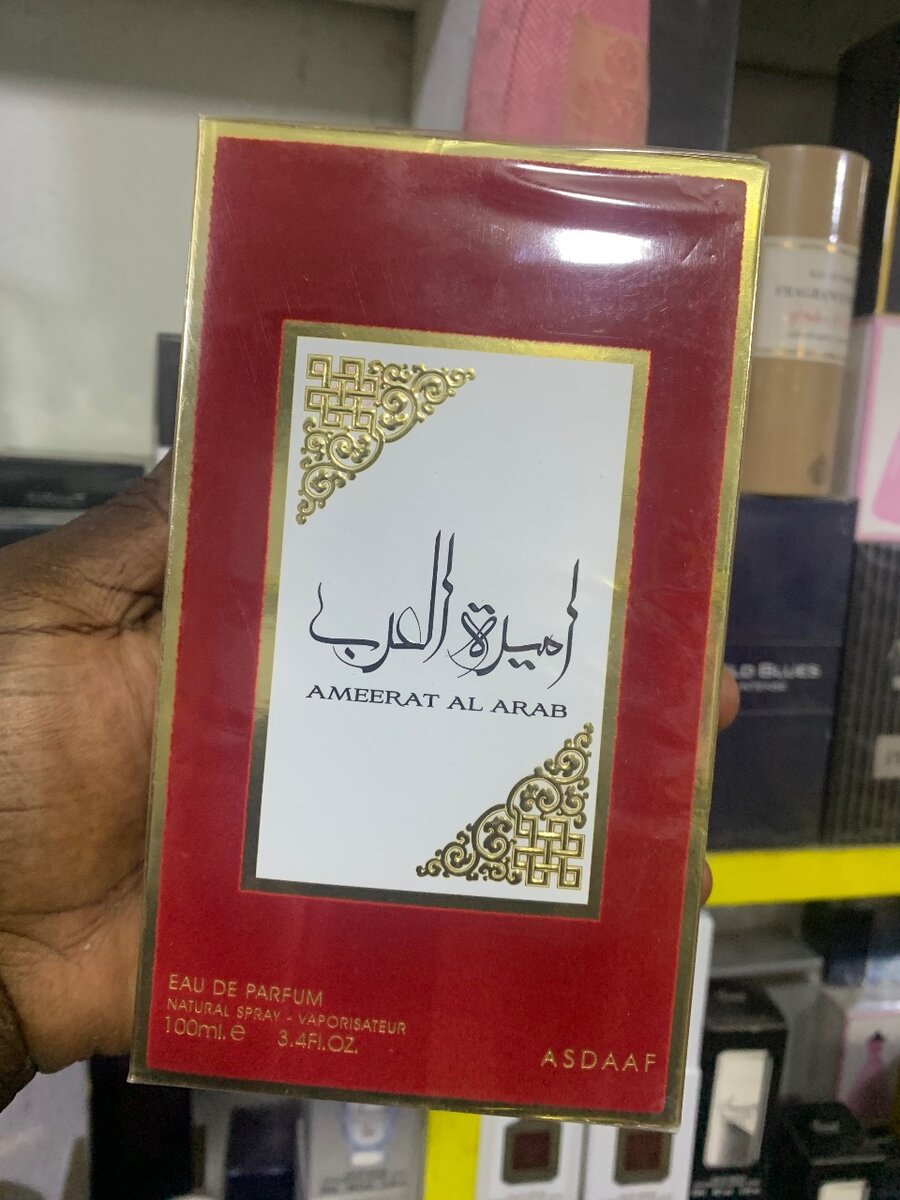 اميرة العرب
AMEERAT AL ARAB
EAU DE PARFUM
NATURAL SPRAY - VAPORISATEUR
100ml.e 3.4Fl.OZ.
ASDAAF